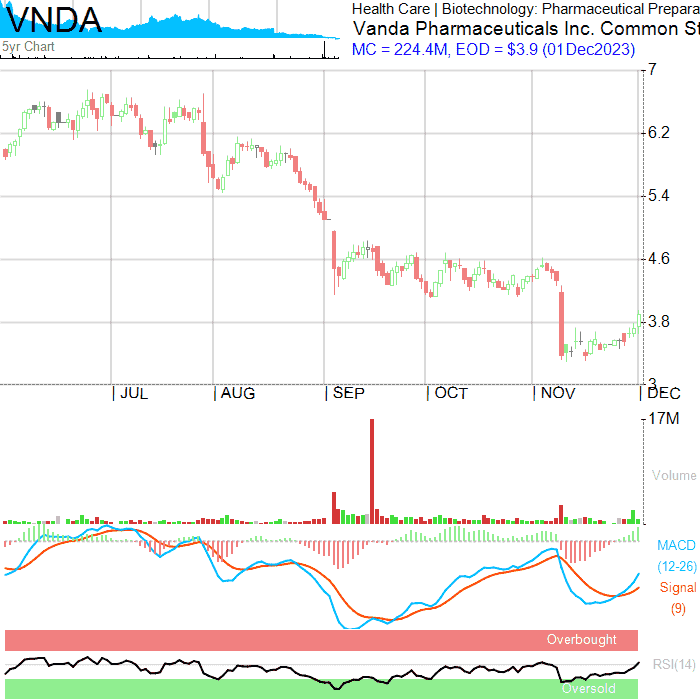 VNDA
5yr Chart
Health Care | Biotechnology: Pharmaceutical Prepara
Vanda Pharmaceuticals Inc. Common St
MC = 224.4M, EOD = $3.9 (01Dec2023)
7
6.2
5.4
4.6
3.8
3
| JUL | AUG | SEP | OCT | NOV | DEC
17M
Volume
MACD
(12-26)
Signal
(9)
Overbought
RSI(14)
Oversold